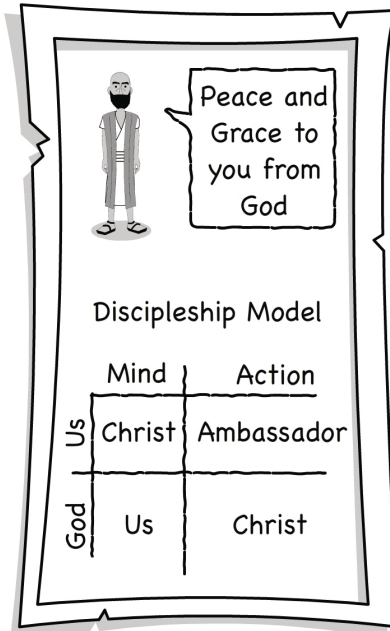 Peace and
Grace to
you from
God
Discipleship Model
Mind Action
Us Christ Ambassador
God Us Christ